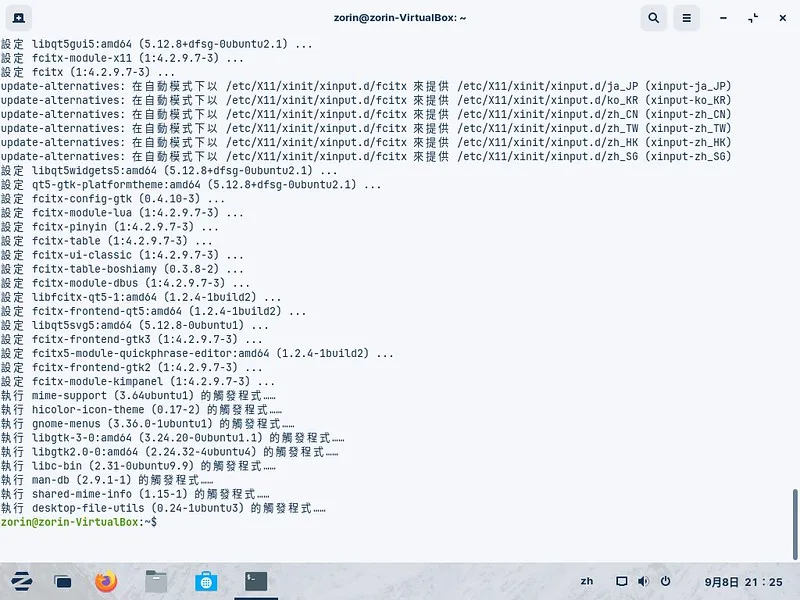 zorin@zorin-VirtualBox: ~
設定 libqt5gui5:amd64 (5.12.8+dfsg-0ubuntu2.1) ...
設定 fcitx-module-x11 (1:4.2.9.7-3) ...
設定 fcitx (1:4.2.9.7-3) ...
update-alternatives: 在自動模式下以 /etc/X11/xinit/xinput.d/fcitx 來提供 /etc/X11/xinit/xinput.d/ja_JP (xinput-ja_JP)
update-alternatives: 在自動模式下以 /etc/X11/xinit/xinput.d/fcitx 來提供 /etc/X11/xinit/xinput.d/ko_KR (xinput-ko_KR)
update-alternatives: 在自動模式下以 /etc/X11/xinit/xinput.d/fcitx 來提供 /etc/X11/xinit/xinput.d/zh_CN (xinput-zh_CN)
update-alternatives: 在自動模式下以 /etc/X11/xinit/xinput.d/fcitx 來提供 /etc/X11/xinit/xinput.d/zh_TW (xinput-zh_TW)
update-alternatives: 在自動模式下以 /etc/X11/xinit/xinput.d/fcitx 來提供 /etc/X11/xinit/xinput.d/zh_HK (xinput-zh_HK)
update-alternatives: 在自動模式下以 /etc/X11/xinit/xinput.d/fcitx 來提供 /etc/X11/xinit/xinput.d/zh_SG (xinput-zh_SG)
設定 libqt5widgets5:amd64 (5.12.8+dfsg-0ubuntu2.1) ...
設定 qt5-gtk-platformtheme:amd64 (5.12.8+dfsg-0ubuntu2.1) ...
設定 fcitx-config-gtk (0.4.10-3) ...
設定 fcitx-module-lua (1:4.2.9.7-3) ...
設定 fcitx-pinyin (1:4.2.9.7-3) ...
設定 fcitx-table (1:4.2.9.7-3) ...
設定 fcitx-ui-classic (1:4.2.9.7-3) ...
設定 fcitx-table-boshiamy (0.3.8-2) ...
設定 fcitx-module-dbus (1:4.2.9.7-3) ...
設定 libfcitx-qt5-1:amd64 (1.2.4-1build2) ...
設定 fcitx-frontend-qt5:amd64 (1.2.4-1build2) ...
設定 libqt5svg5:amd64 (5.12.8-0ubuntu1) ...
設定 fcitx-frontend-gtk3 (1:4.2.9.7-3) ...
設定 fcitx5-module-quickphrase-editor:amd64 (1.2.4-1build2) ...
設定 fcitx-frontend-gtk2 (1:4.2.9.7-3) ...
設定 fcitx-module-kimpanel (1:4.2.9.7-3) ...
執行 mime-support (3.64ubuntu1) 的觸發程式……
執行 hicolor-icon-theme (0.17-2) 的觸發程式……
執行 gnome-menus (3.36.0-1ubuntu1) 的觸發程式……
執行 libgtk-3-0:amd64 (3.24.20-0ubuntu1.1) 的觸發程式……
執行 libgtk2.0-0:amd64 (2.24.32-4ubuntu4) 的觸發程式……
執行 libc-bin (2.31-0ubuntu9.9) 的觸發程式……
執行 man-db (2.9.1-1) 的觸發程式……
執行 shared-mime-info (1.15-1) 的觸發程式……
執行 desktop-file-utils (0.24-1ubuntu3) 的觸發程式……
zorin@zorin-VirtualBox:~$
zh 9月8日 21：25